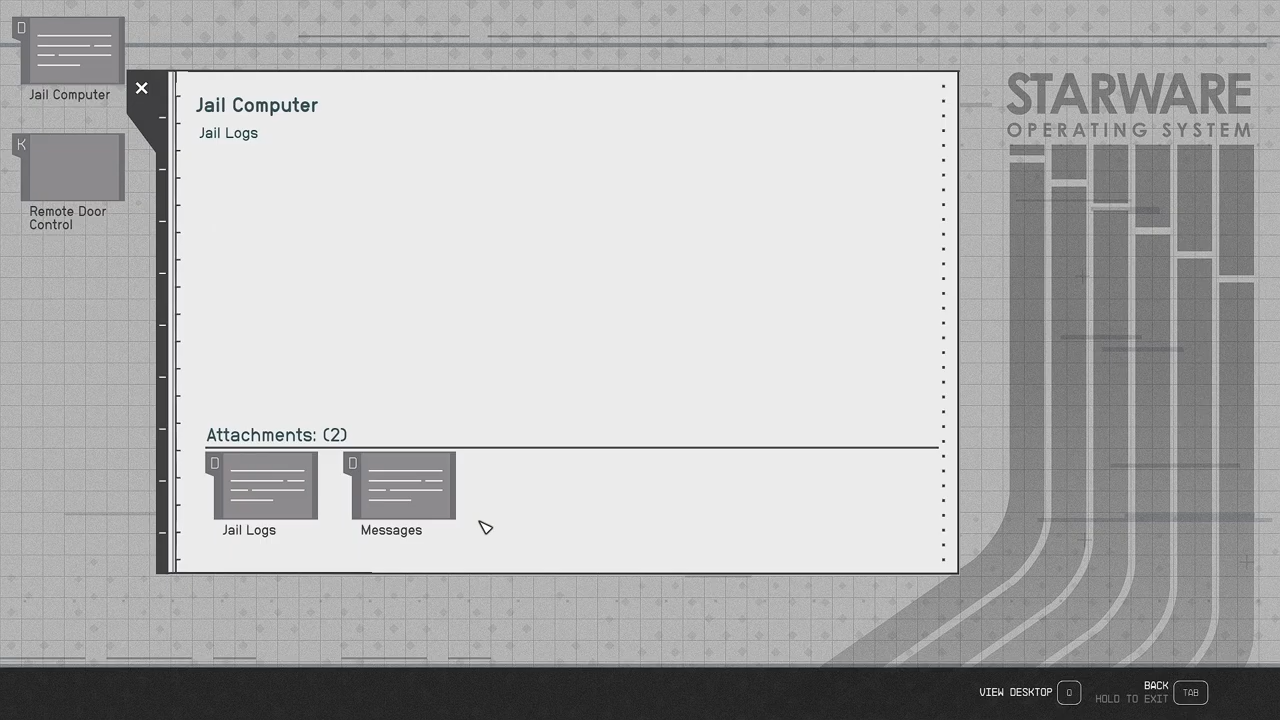 D
Jail Computer
K
Remote Door
Control
Jail Computer
Jail Logs
Attachments: (2)
D
Jail Logs
D
Messages
STARWARE
OPERATING SYSTEM
VIEW DESKTOP Q
BACK
HOLD TO EXIT TAB